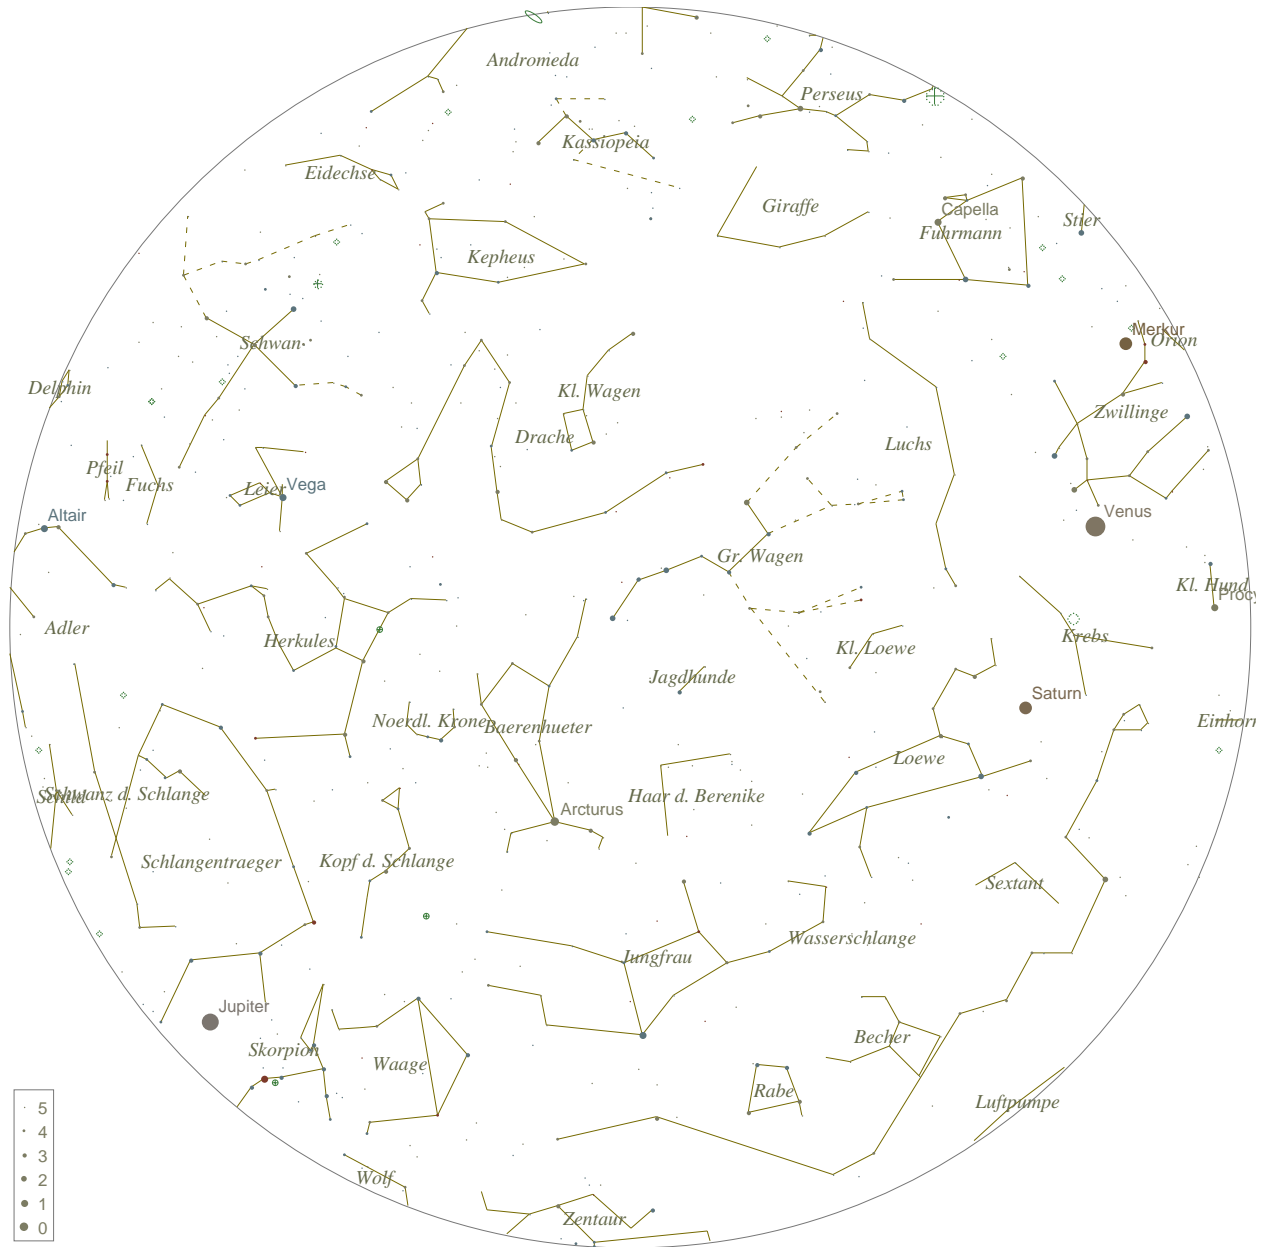 Andromeda
Perseus
Kassiopeia
Eidechse
Giraffe
Capella
Stier
Fuhrmann
Kepheus
Merkur
Orion
Schwan
Delphin
Kl. Wagen
Zwillinge
Drache
Luchs
Pfeil
Fuchs
Leier
Vega
Altair
Venus
Gr. Wagen
Kl. Hund
Procy
Adler
Herkules
Krebs
Kl. Loewe
Jagdhunde
Saturn
Noerdl. Krone
Baerenhueter
Einhorn
Loewe
Schwanz d. Schlange
Schild
Haar d. Berenike
Arcturus
Schlangentraeger
Kopf d. Schlange
Sextant
Wasserschlange
Jungfrau
Jupiter
Skorpion
Waage
Becher
Rabe
Luftpumpe
5
4
3
2
1
0
Wolf
Zentaur